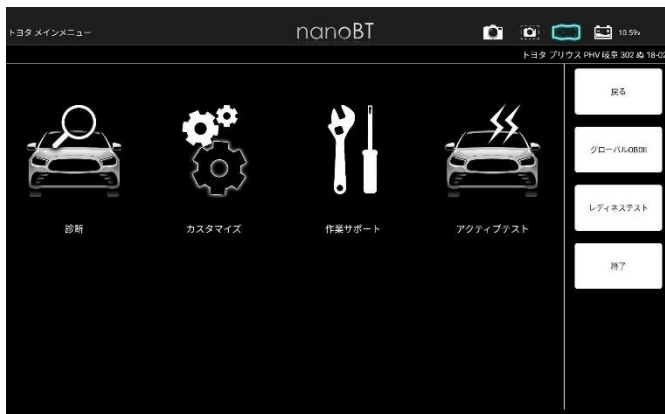 トヨタ メインメニュー
nanoBT
10.59v
トヨタ プリウス PHV 岐阜 302 ぬ 18-02
戻る
グローバルOBDII
レディネステスト
終了
診断
カスタマイズ
作業サポート
アクティブテスト